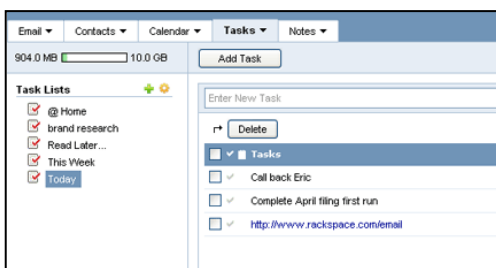 Email Contacts Calendar Tasks Notes
904.0 MB 10.0 GB Add Task
Task Lists
@ Home
brand research
Read Later...
This Week
Today
Enter New Task
Delete
Tasks
Call back Eric
Complete April filing first run
http://www.rackspace.com/email